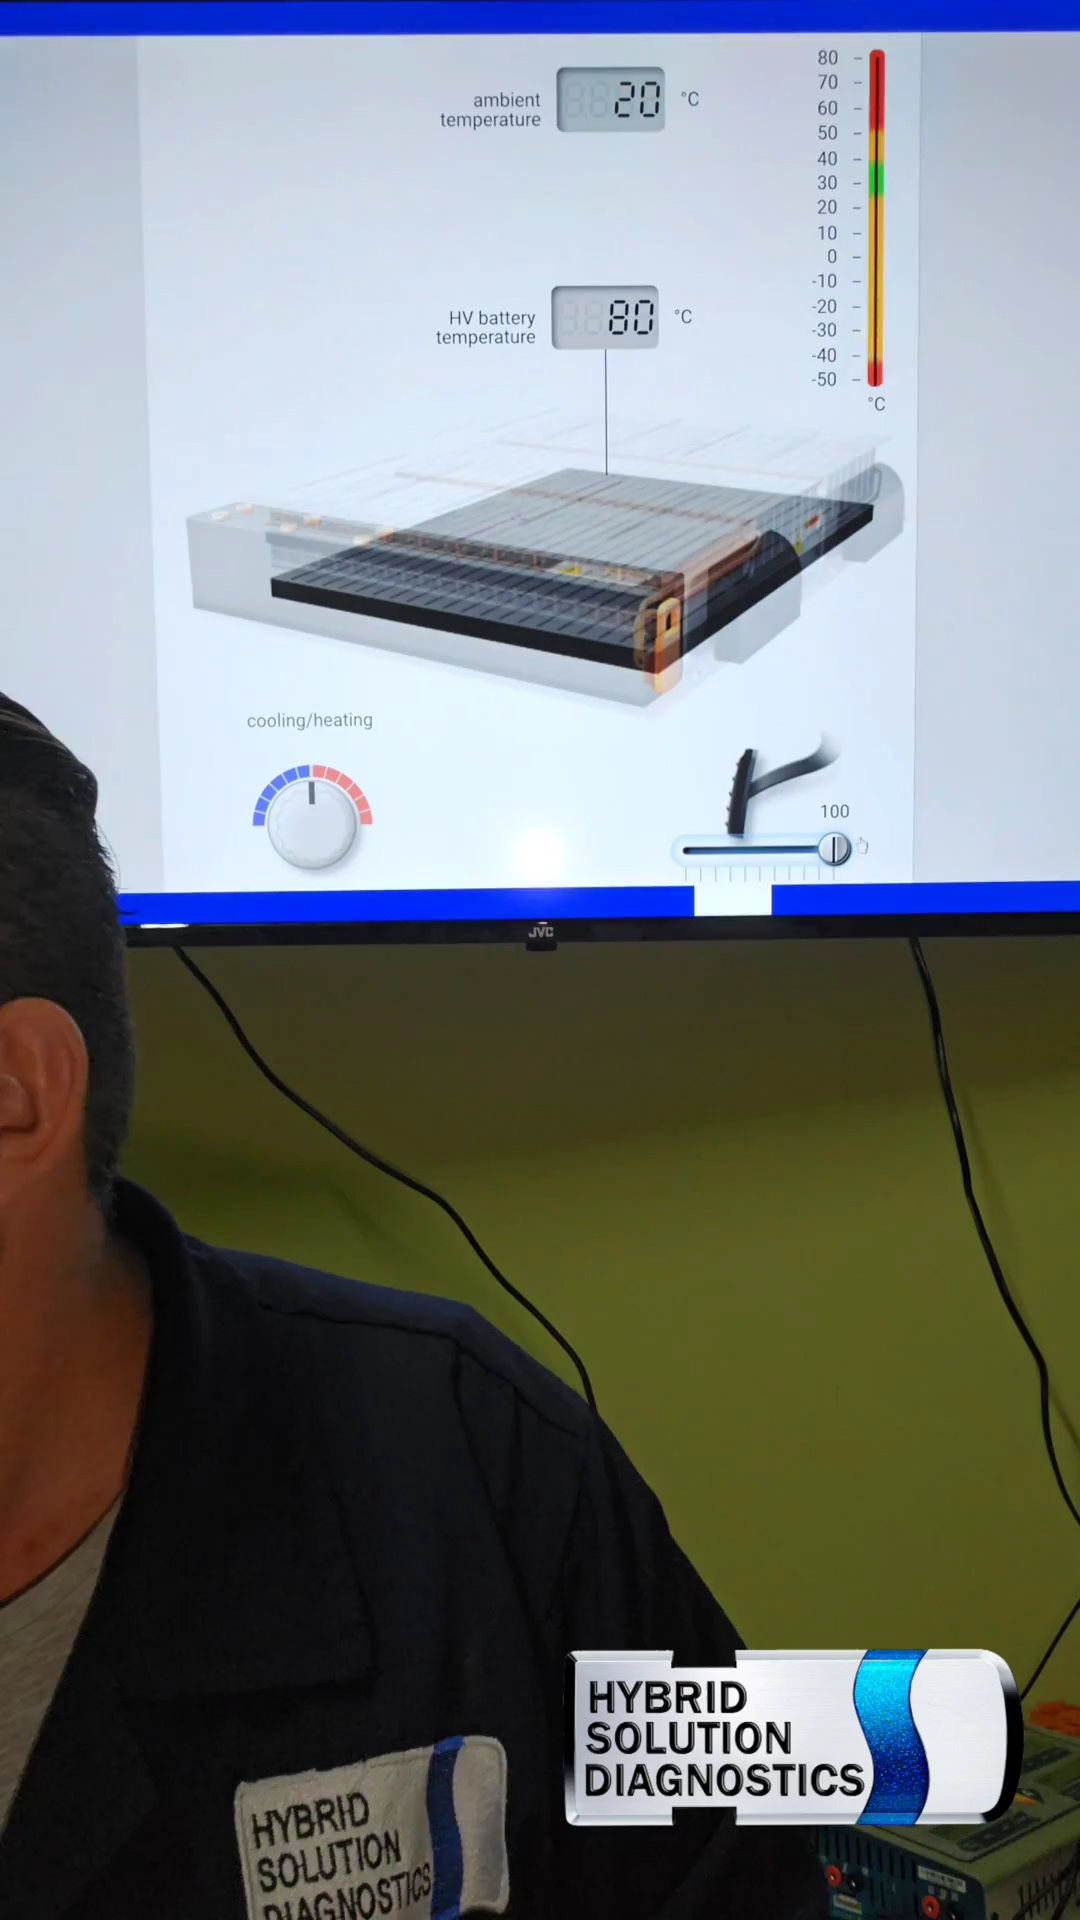 ambient
temperature
20 °C
80
70
60
50
40
30
20
10
0
-10
-20
-30
-40
-50
°C
HV battery
temperature
80 °C
cooling/heating
100
JVC
HYBRID
SOLUTION
DIAGNOSTICS
HYBRID
SOLUTION
DIAGNOSTICS